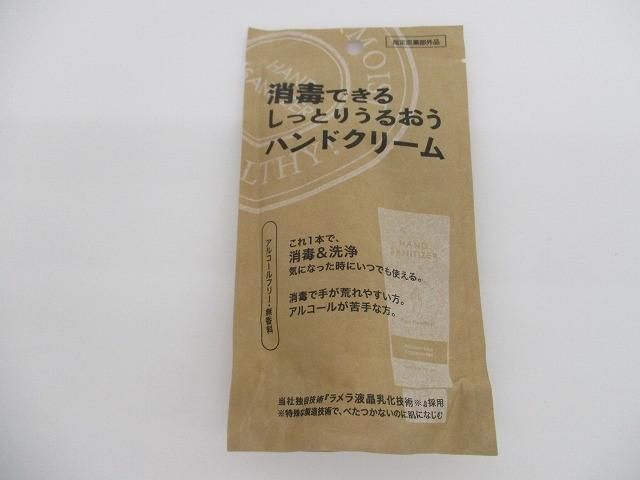 指定医薬部外品
MOIST
HAND
SANITIZER
HEALTHY
消毒できる
しっとりうるおう
ハンドクリーム
アルコールフリー・無香料
これ1本で、
消毒&洗浄
気になった時にいつでも使える。
消毒で手が荒れやすい方。
アルコールが苦手な方。
HAND
SANITIZER
当社独自技術『ラメラ液晶乳化技術※』採用
※特殊な製造技術で、べたつかないのに肌になじむ